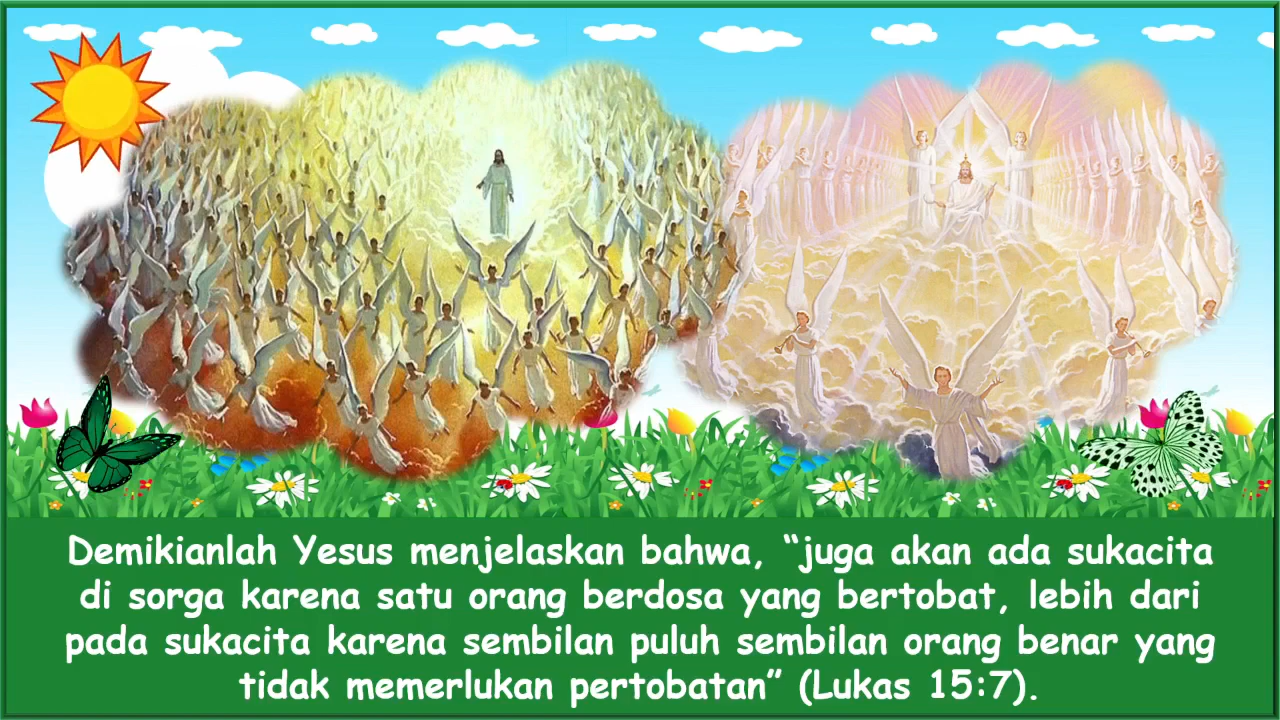 Demikianlah Yesus menjelaskan bahwa, “juga akan ada sukacita
di sorga karena satu orang berdosa yang bertobat, lebih dari
pada sukacita karena sembilan puluh sembilan orang benar yang
tidak memerlukan pertobatan” (Lukas 15:7).